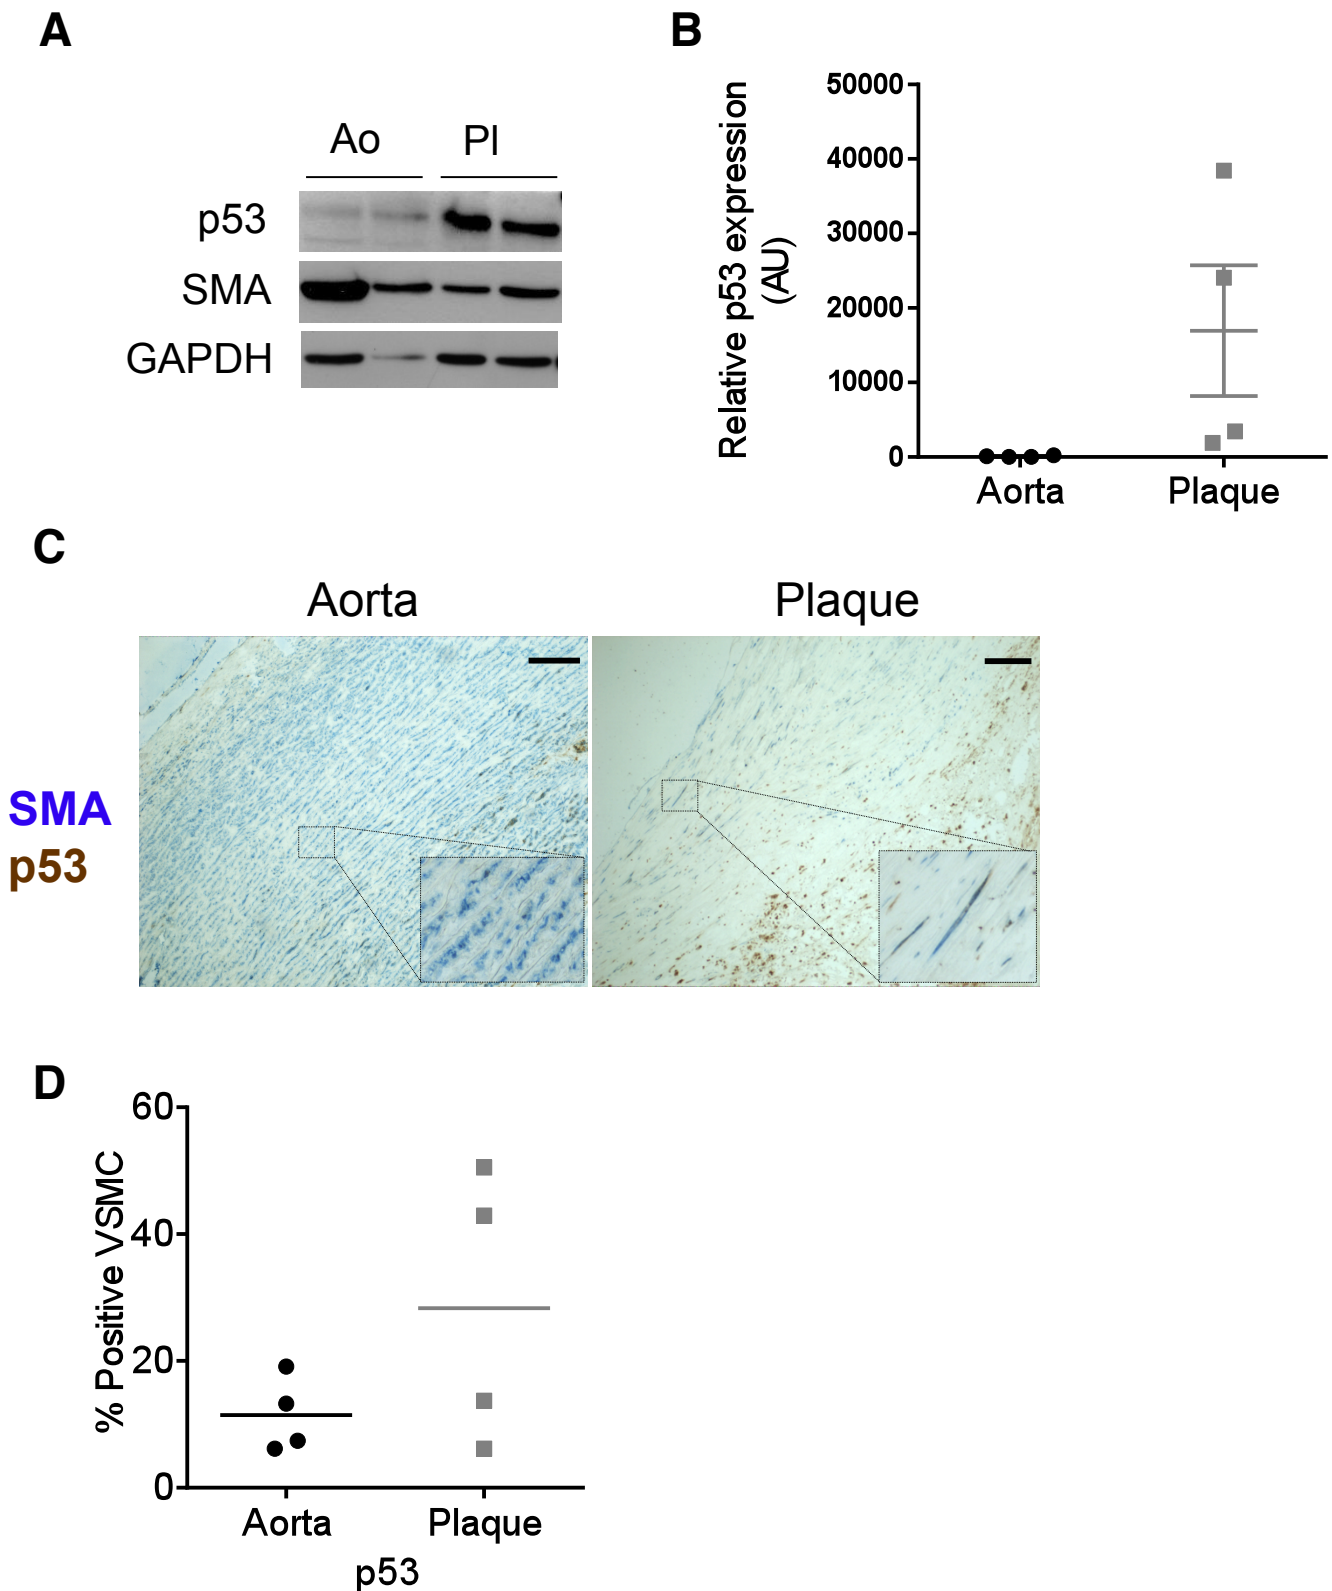 A
Ao Pl
p53
SMA
GAPDH
B
Relative p53 expression
(AU)
50000
40000
30000
20000
10000
0
Aorta Plaque
C
Aorta Plaque
SMA
p53
D
% Positive VSMC
60
40
20
0
Aorta Plaque
p53